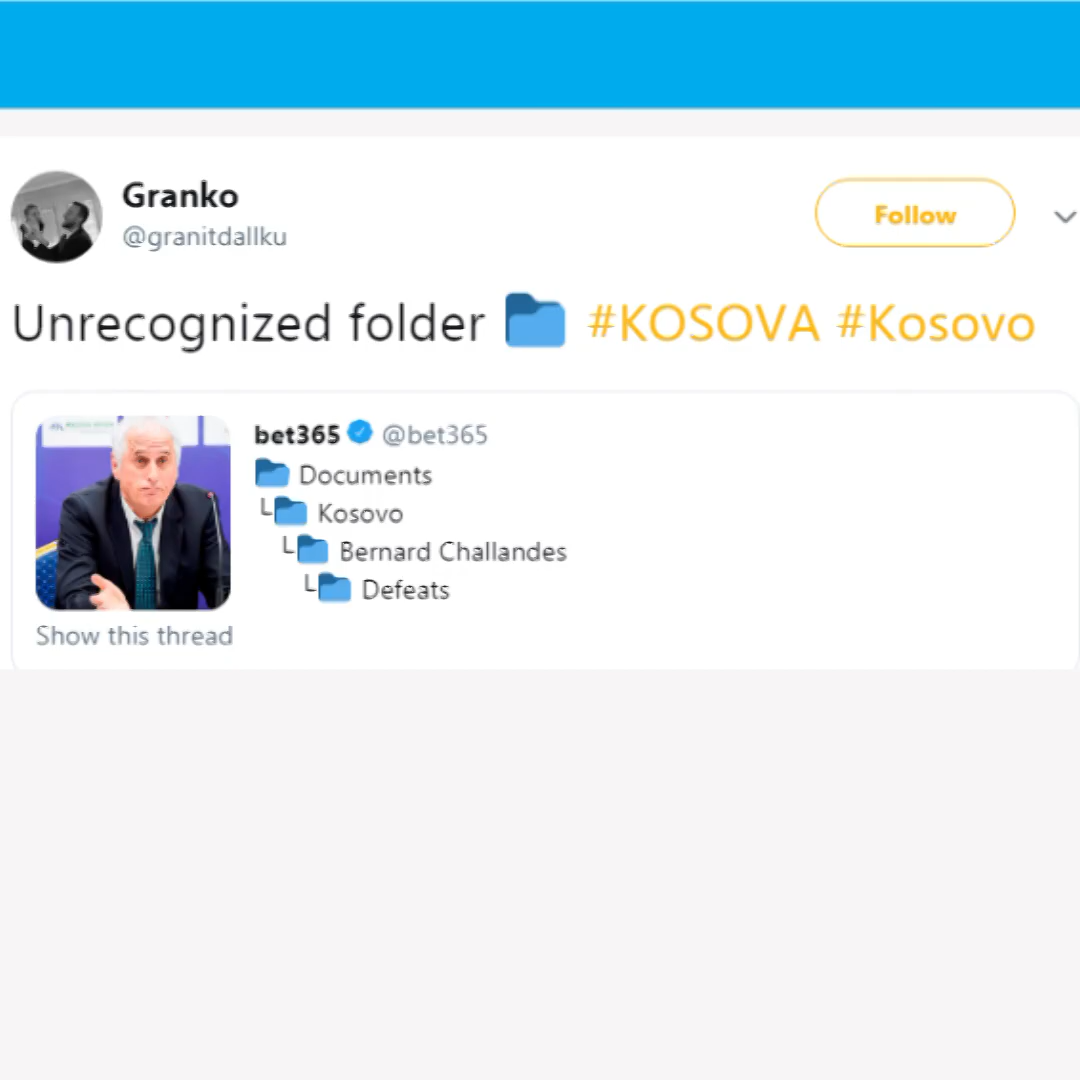 Granko
@granitdallku
Follow
Unrecognized folder 📁 #KOSOVA #Kosovo
bet365 @bet365
📁 Documents
└📁 Kosovo
└📁 Bernard Challandes
└📁 Defeats
Show this thread